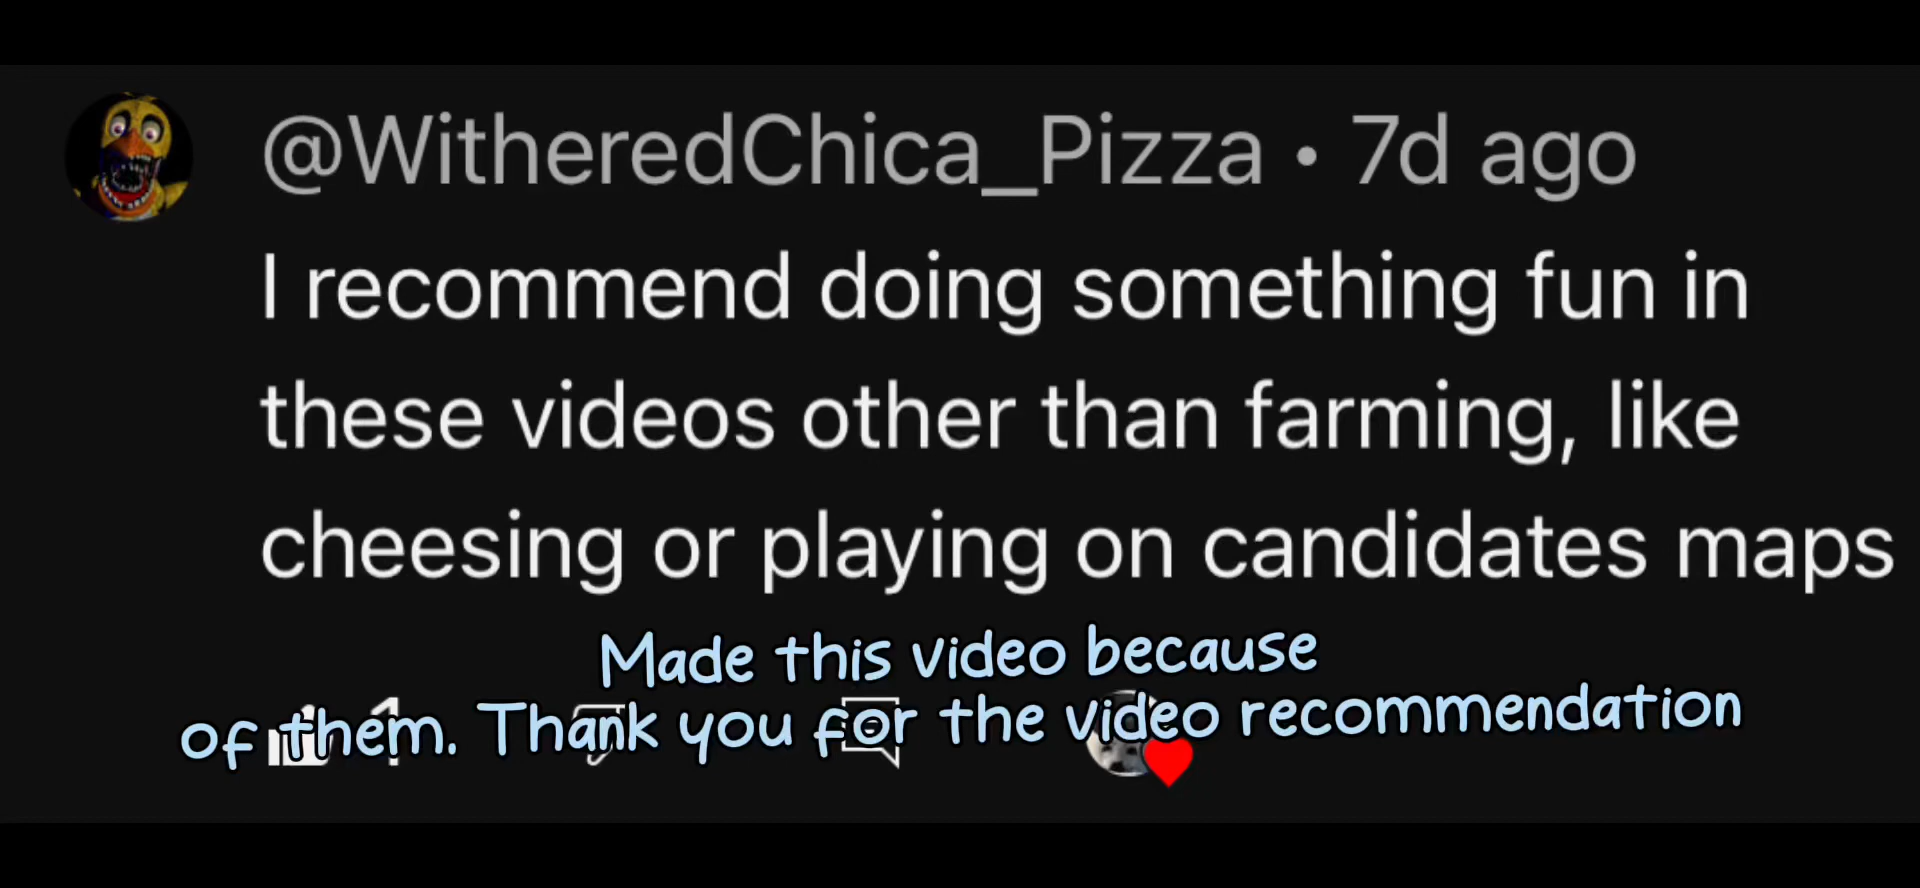 @WitheredChica_Pizza • 7d ago
I recommend doing something fun in
these videos other than farming, like
cheesing or playing on candidates maps
Made this video because
of them. Thank you for the video recommendation
1